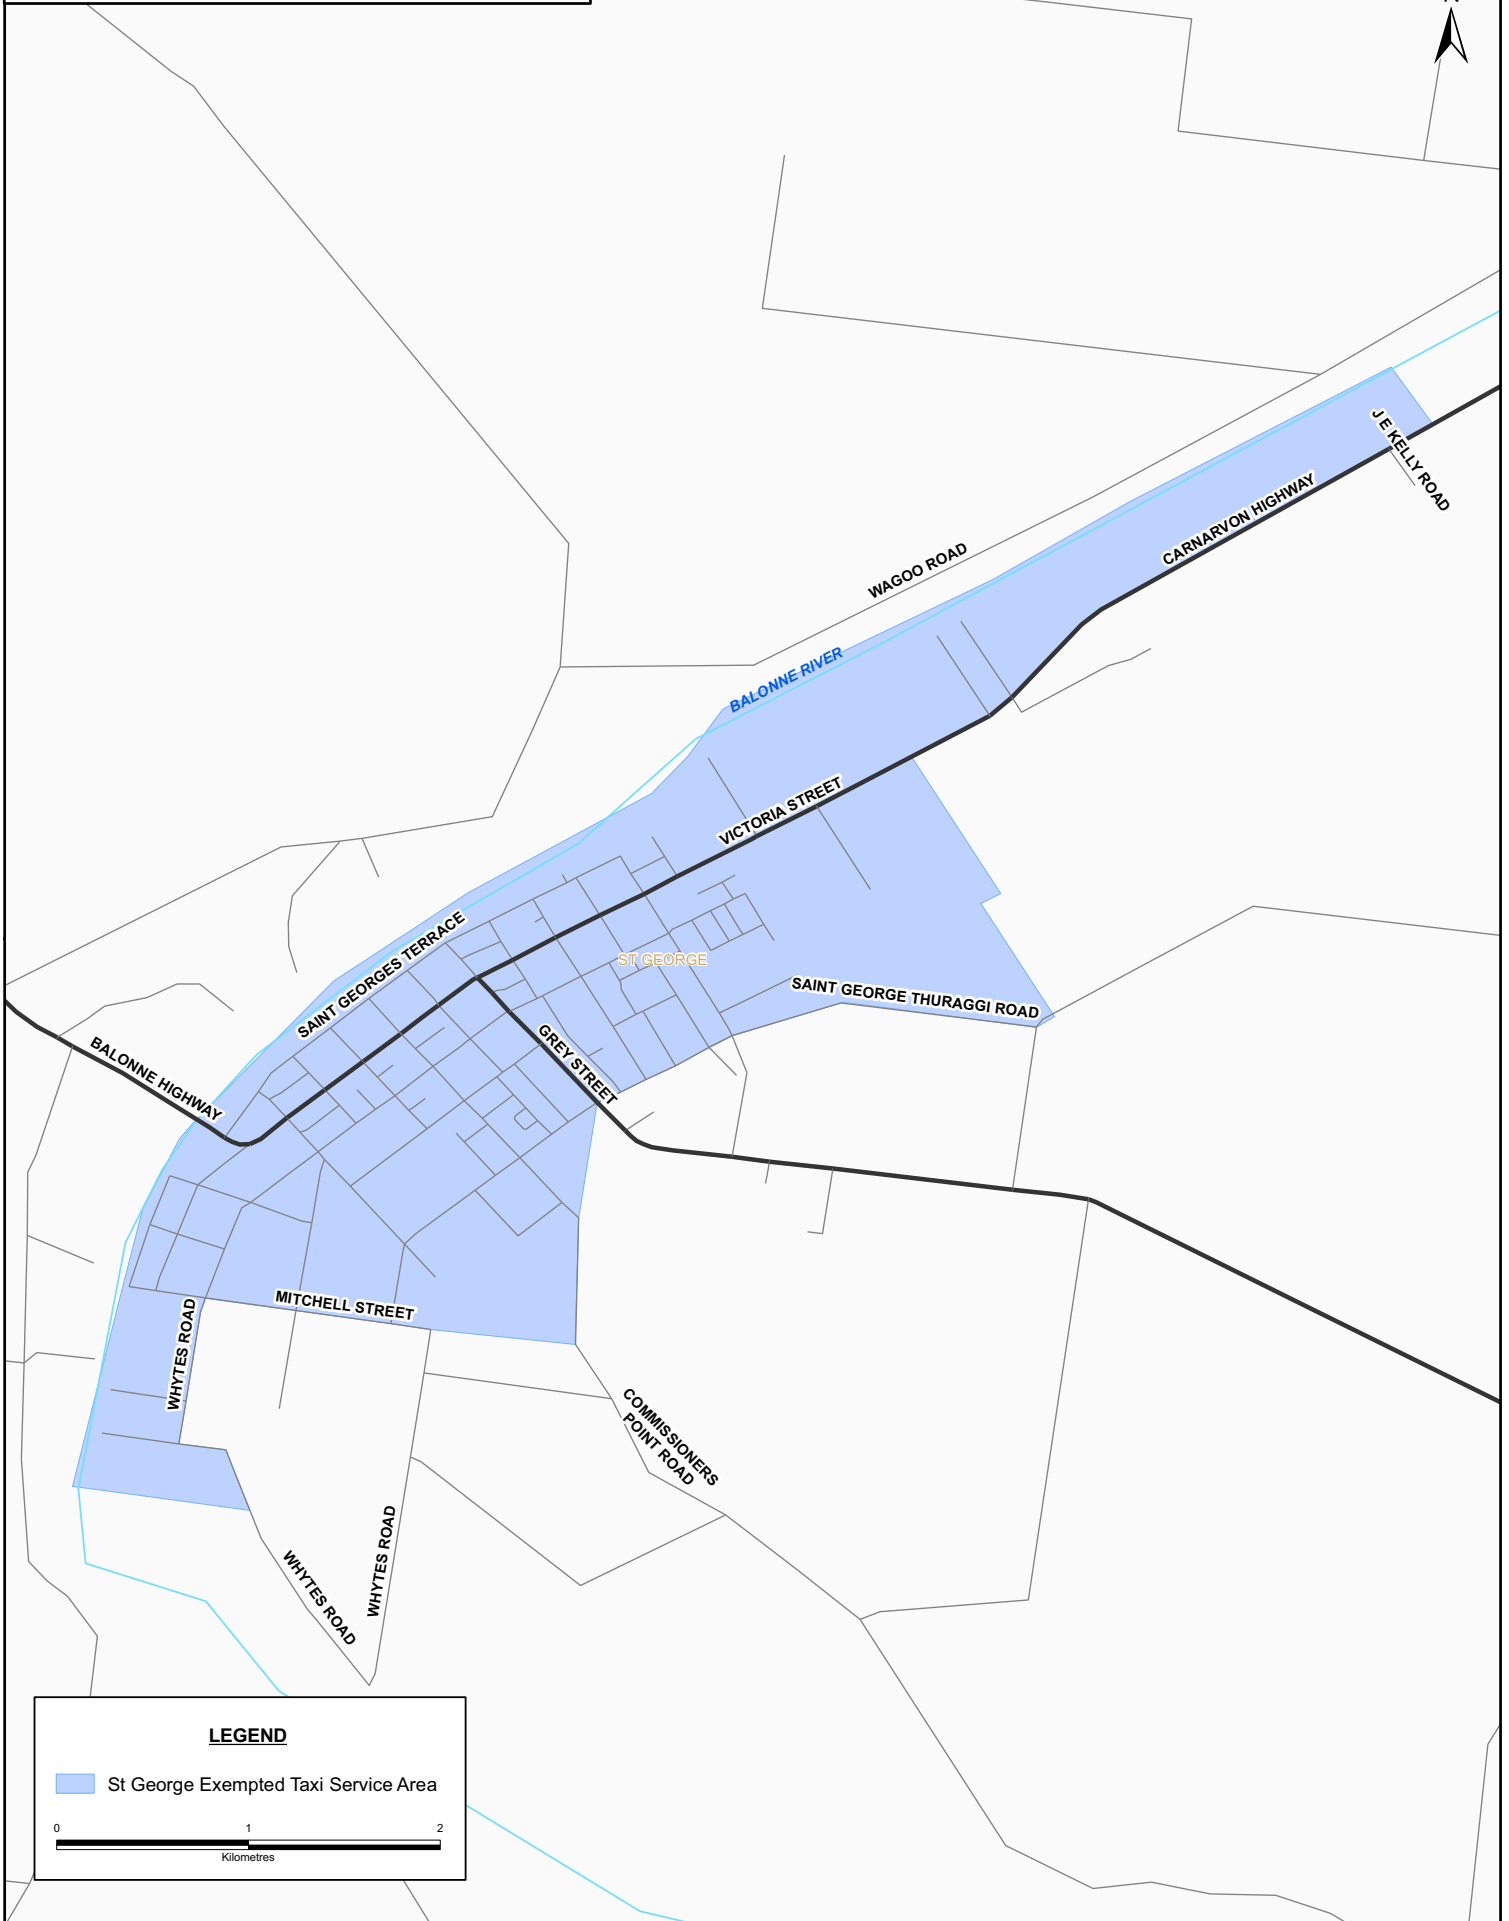 N
J E KELLY ROAD
CARNARVON HIGHWAY
WAGOO ROAD
BALONNE RIVER
VICTORIA STREET
SAINT GEORGES TERRACE
ST GEORGE
SAINT GEORGE THURAGGI ROAD
GREY STREET
BALONNE HIGHWAY
MITCHELL STREET
WHYTES ROAD
COMMISSIONERS
POINT ROAD
WHYTES ROAD
WHYTES ROAD
LEGEND
St George Exempted Taxi Service Area
0 1 2
Kilometres